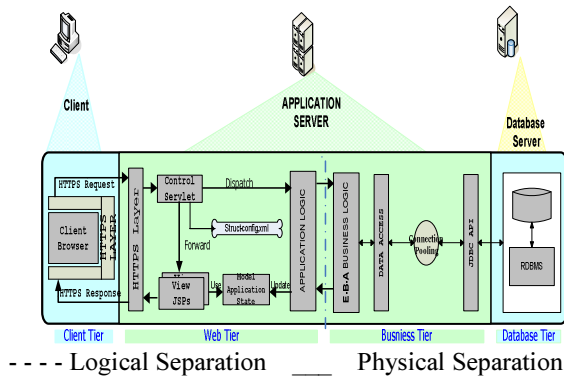 Client
APPLICATION
SERVER
Database
Server
HTTPS Request
Client
Browser
HTTPS LAYER
HTTPS Response
HTTPS Layer
Control
Servlet
Dispatch
Struct-config.xml
Forward
View
JSPs
Use
Model
Application
State
Update
APPLICATION LOGIC
E-B-A BUSINESS LOGIC
DATA ACCESS
Connection
Pooling
JDBC API
RDBMS
Client Tier
Web Tier
Busniess Tier
Database Tier
- - - - Logical Separation ___ Physical Separation